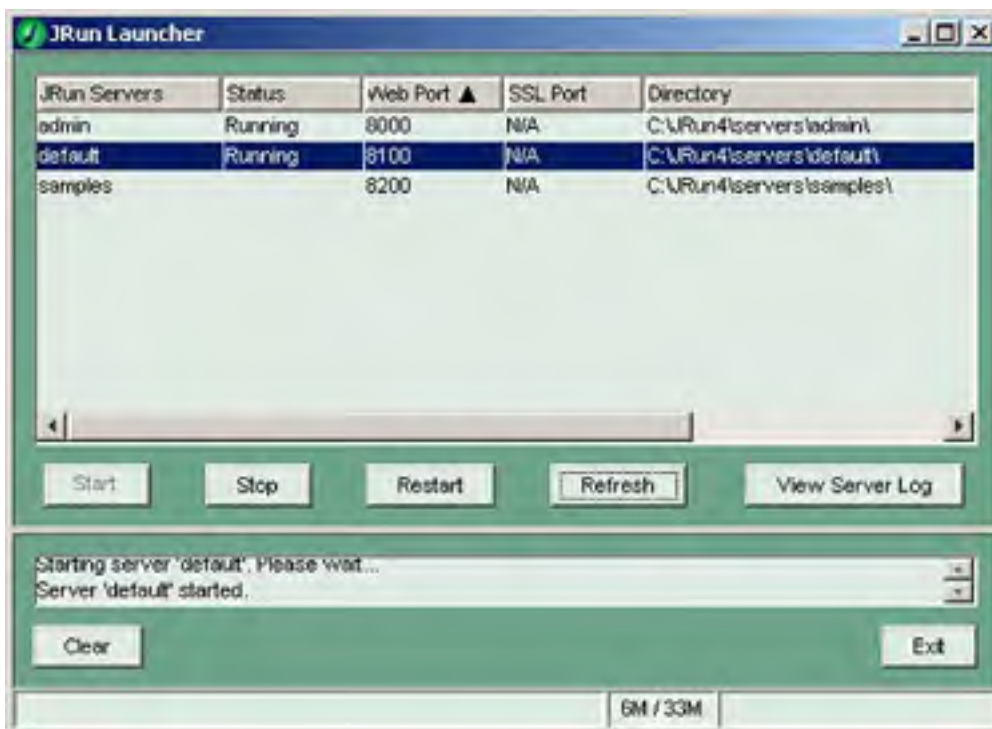 JRun Launcher
JRun Servers Status Web Port ▲ SSL Port Directory
admin Running 8000 N/A C:\JRun4\servers\admin\
default Running 8100 N/A C:\JRun4\servers\default\
samples 8200 N/A C:\JRun4\servers\samples\
Start Stop Restart Refresh View Server Log
Starting server 'default'. Please wait...
Server 'default' started.
Clear Exit
6M / 33M